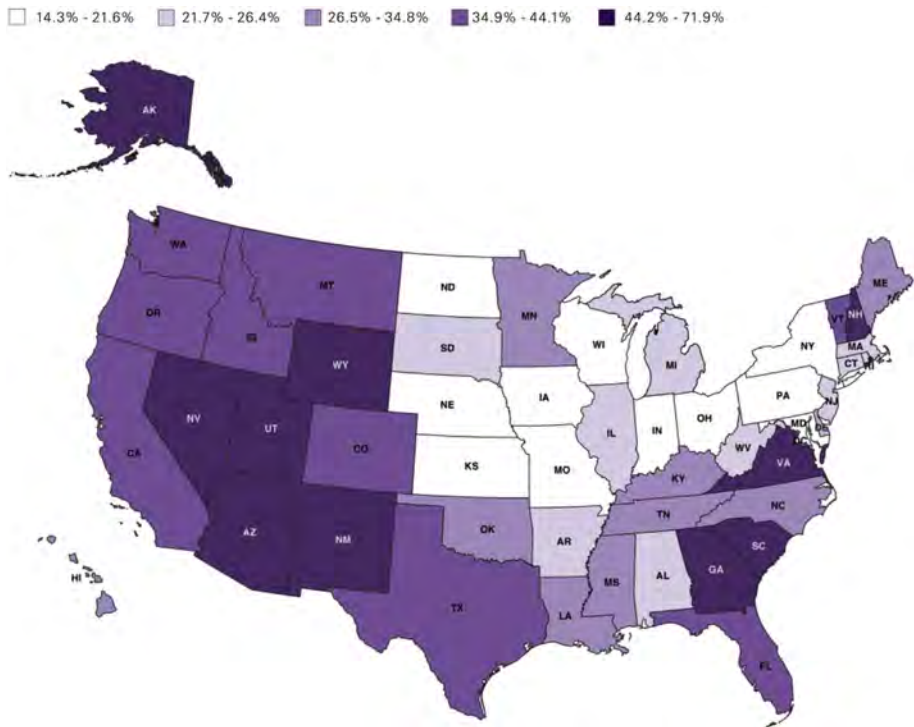 14.3% - 21.6% 21.7% - 26.4% 26.5% - 34.8% 34.9% - 44.1% 44.2% - 71.9%
AK
WA
MT
ND
MN
ME
OR
ID
WY
SD
WI
MI
VT
NH
NY
MA
CT
RI
NV
UT
CO
NE
IA
IL
IN
OH
PA
NJ
MD
DE
DC
CA
KS
MO
WV
VA
KY
AZ
NM
OK
AR
TN
NC
SC
HI
TX
LA
MS
AL
GA
FL